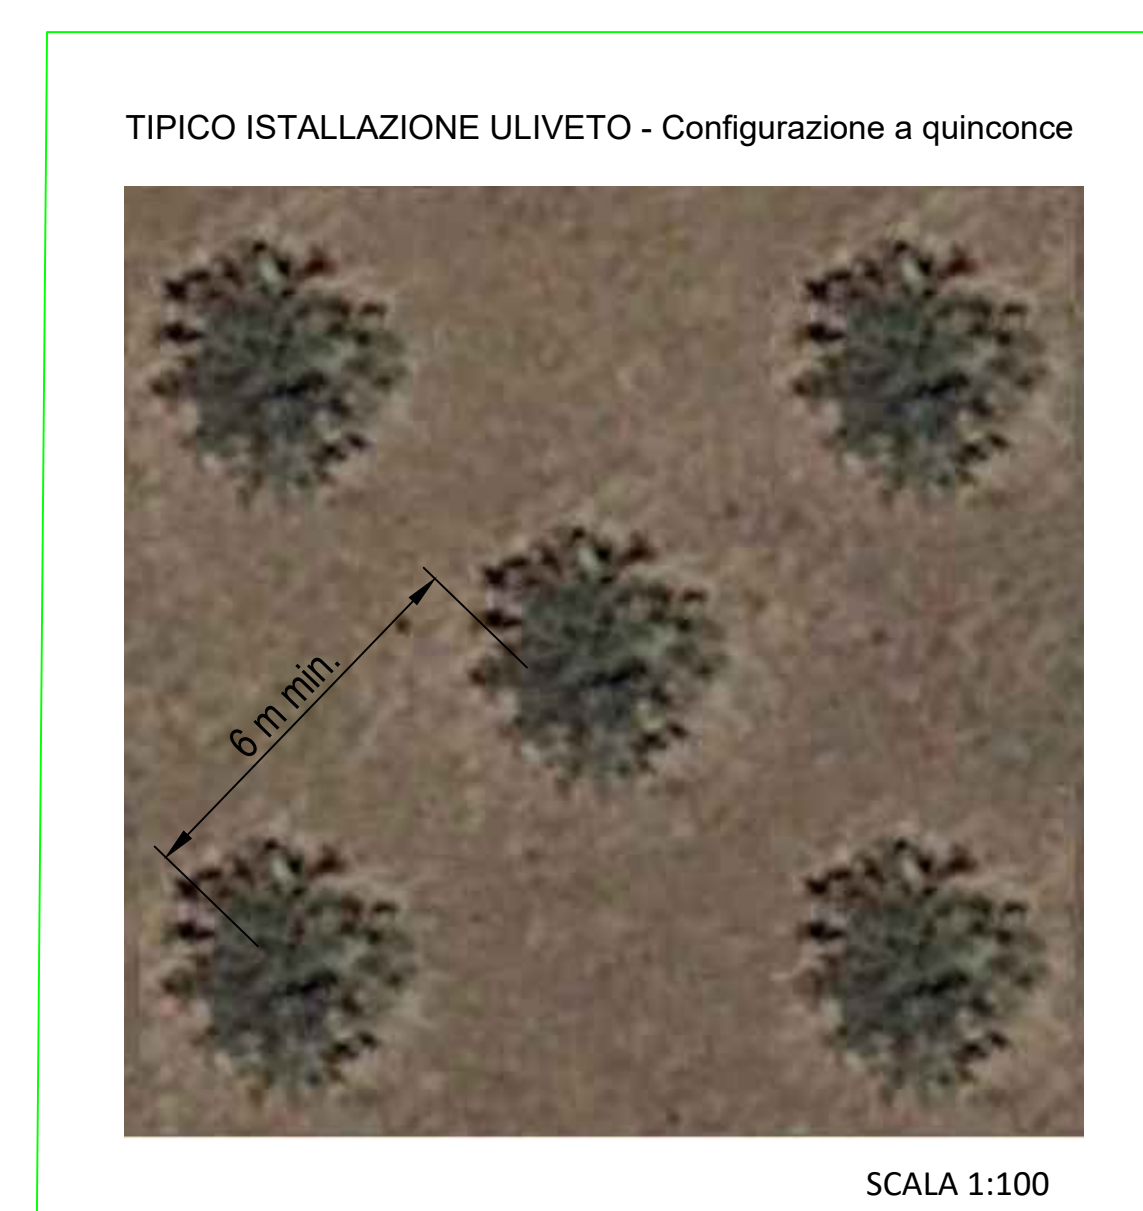 TIPICO ISTALLAZIONE ULIVETO - Configurazione a quinconce
6 m min.
SCALA 1:100